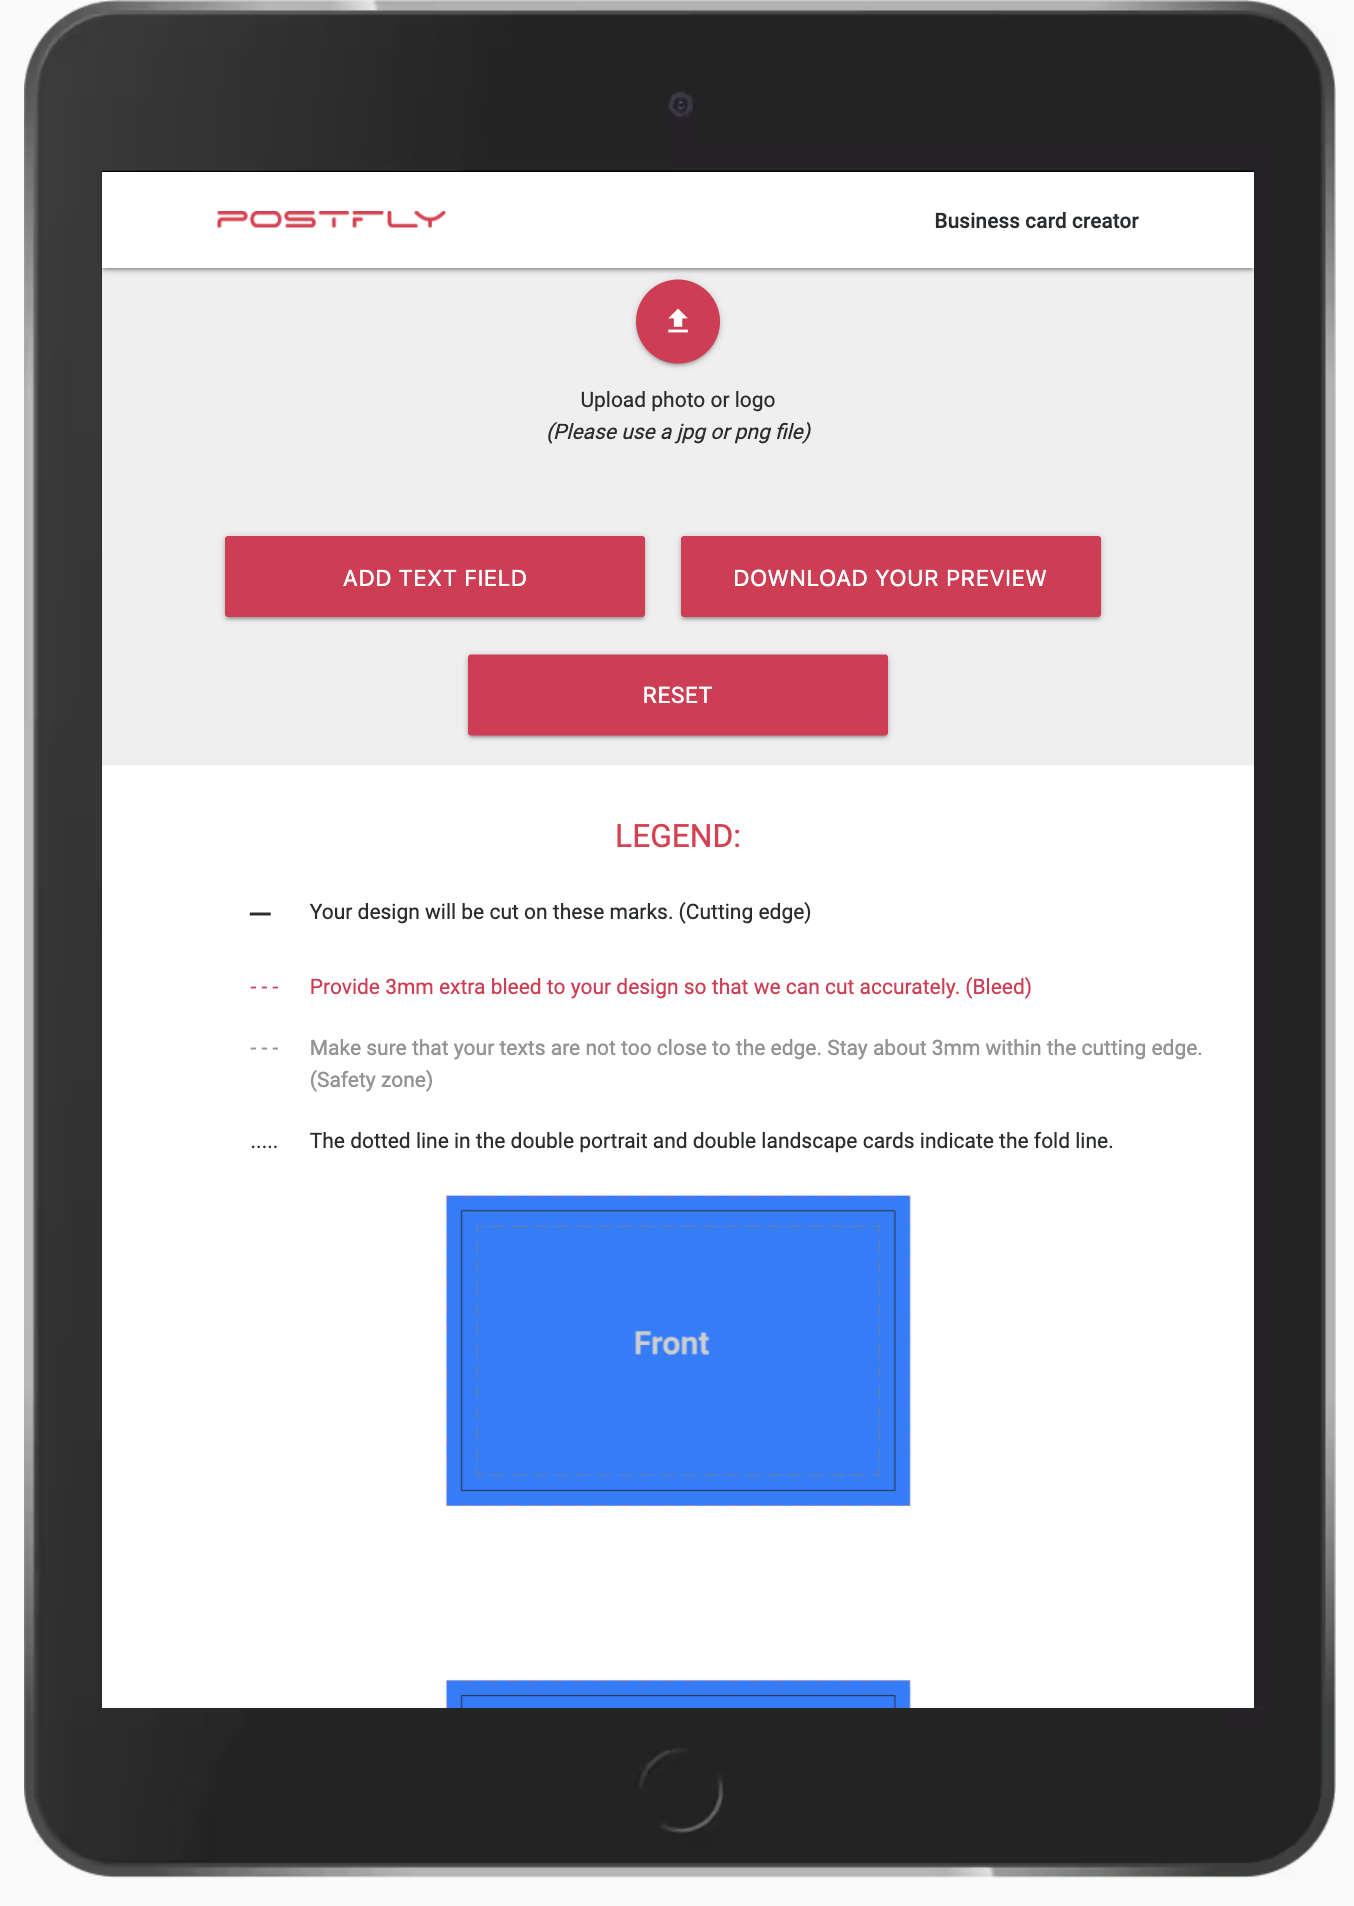 POSTFLY
Business card creator
Upload photo or logo
(Please use a jpg or png file)
ADD TEXT FIELD
DOWNLOAD YOUR PREVIEW
RESET
LEGEND:
— Your design will be cut on these marks. (Cutting edge)
- - - Provide 3mm extra bleed to your design so that we can cut accurately. (Bleed)
- - - Make sure that your texts are not too close to the edge. Stay about 3mm within the cutting edge.
(Safety zone)
..... The dotted line in the double portrait and double landscape cards indicate the fold line.
Front